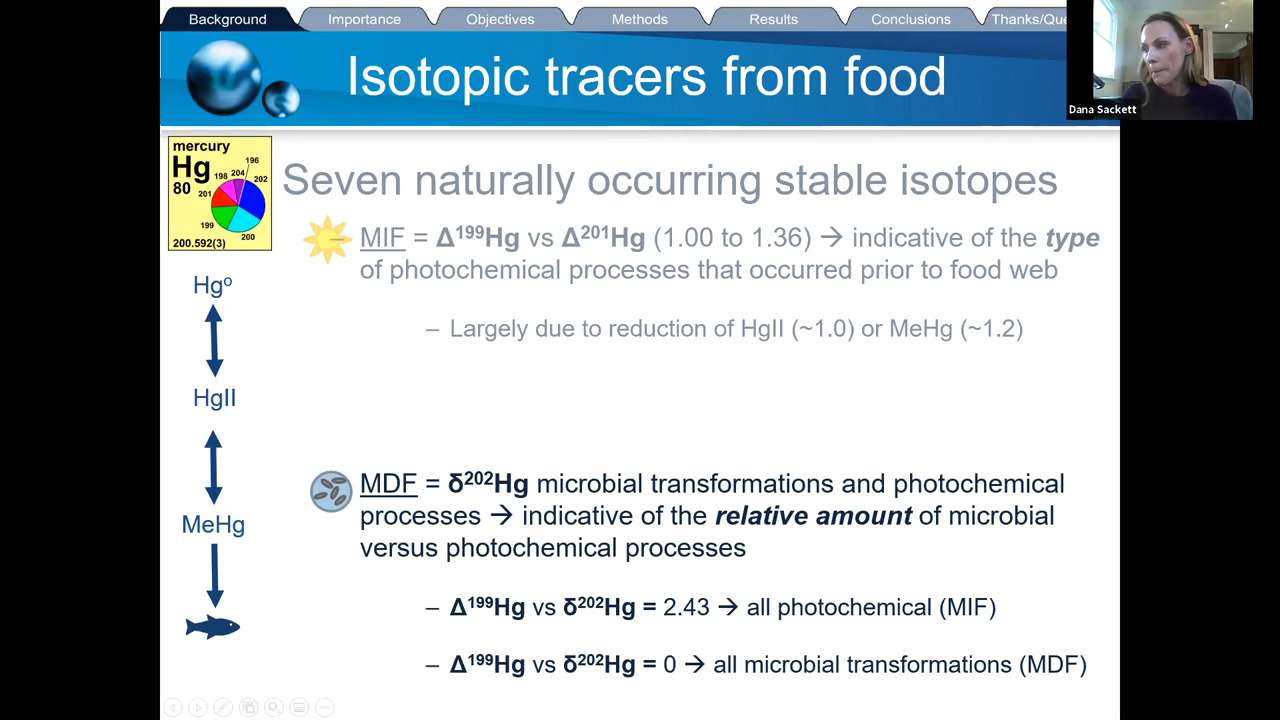 Background Importance Objectives Methods Results Conclusions Thanks/Que
Isotopic tracers from food
Dana Sackett
mercury
Hg
80
196
204
198
202
201
199
200
200.592(3)
Seven naturally occurring stable isotopes
MIF = Δ¹⁹⁹Hg vs Δ²⁰¹Hg (1.00 to 1.36) → indicative of the type
of photochemical processes that occurred prior to food web
– Largely due to reduction of HgII (~1.0) or MeHg (~1.2)
Hgº
HgII
MeHg
MDF = δ²⁰²Hg microbial transformations and photochemical
processes → indicative of the relative amount of microbial
versus photochemical processes
– Δ¹⁹⁹Hg vs δ²⁰²Hg = 2.43 → all photochemical (MIF)
– Δ¹⁹⁹Hg vs δ²⁰²Hg = 0 → all microbial transformations (MDF)